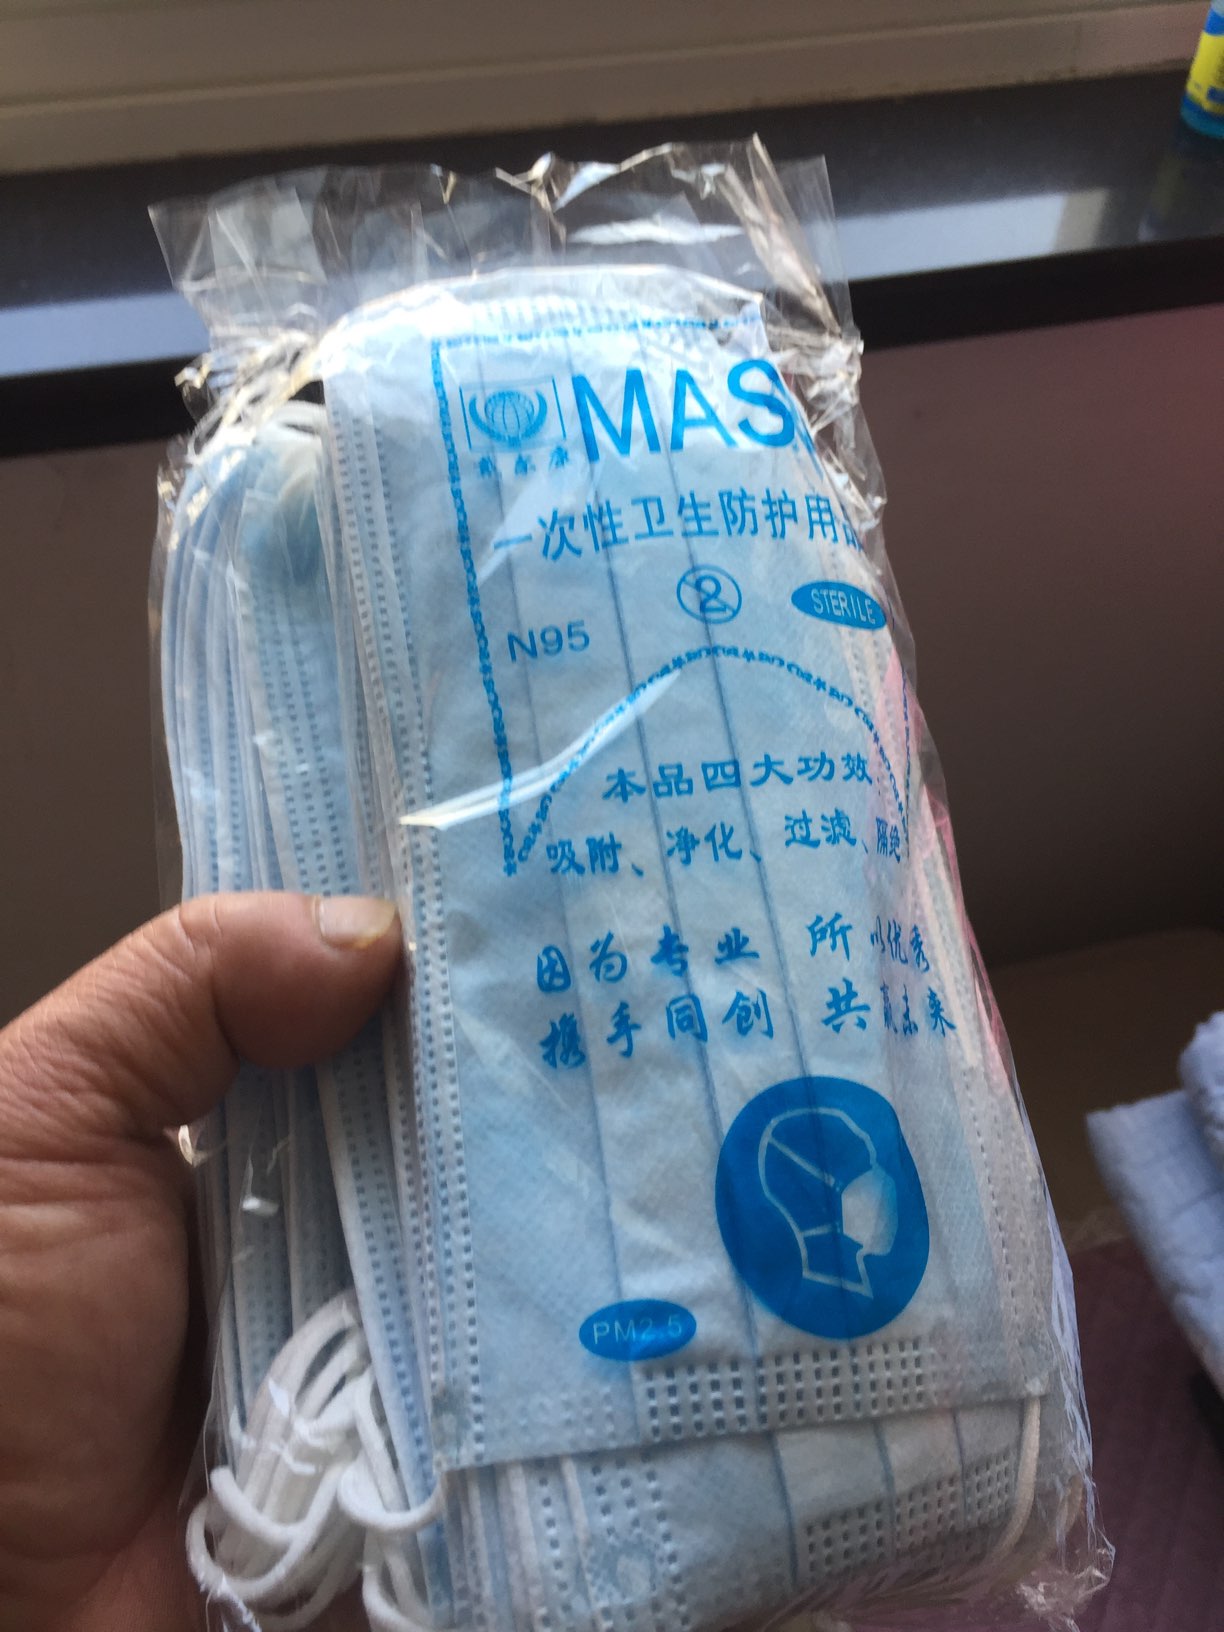 MAS
一次性卫生防护用品
2
STERILE
N95
本品四大功效
吸附、净化、过滤、隔绝
因为专业 所以优秀
携手同创 共赢未来
PM2.5